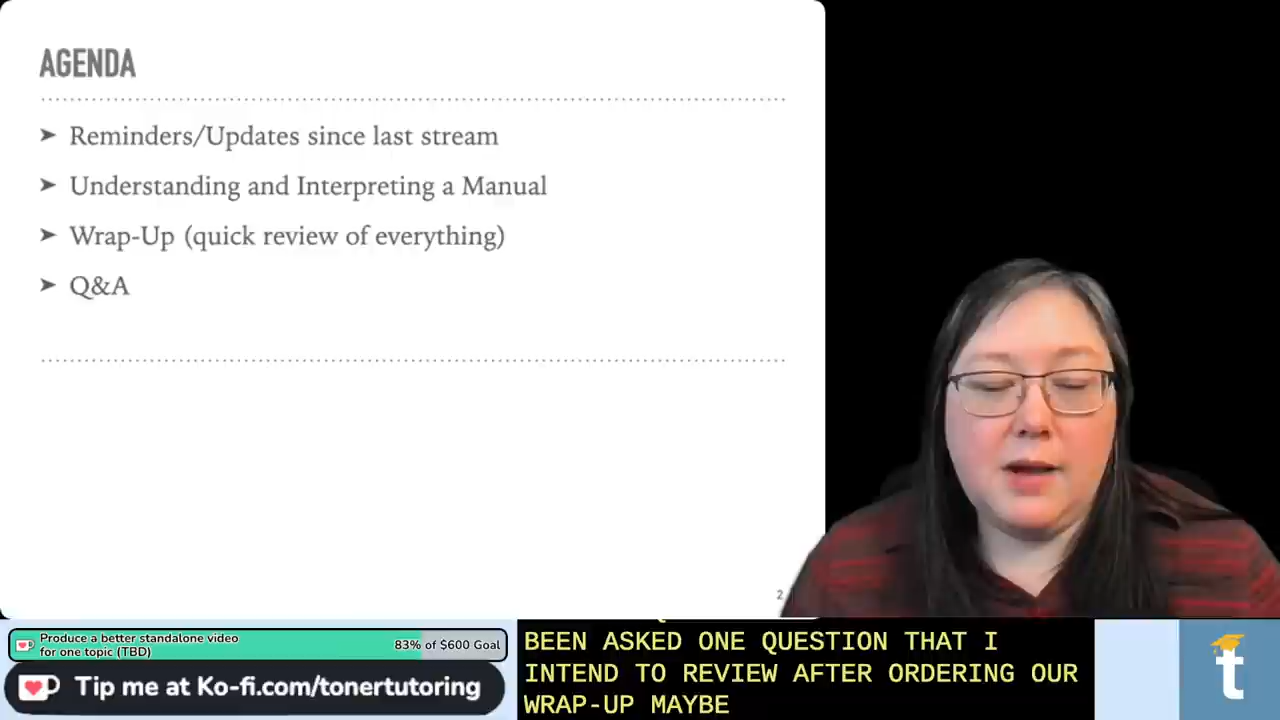 AGENDA
➤ Reminders/Updates since last stream
➤ Understanding and Interpreting a Manual
➤ Wrap-Up (quick review of everything)
➤ Q&A
2
Produce a better standalone video
for one topic (TBD)
83% of $600 Goal
Tip me at Ko-fi.com/tonertutoring
BEEN ASKED ONE QUESTION THAT I
INTEND TO REVIEW AFTER ORDERING OUR
WRAP-UP MAYBE
t